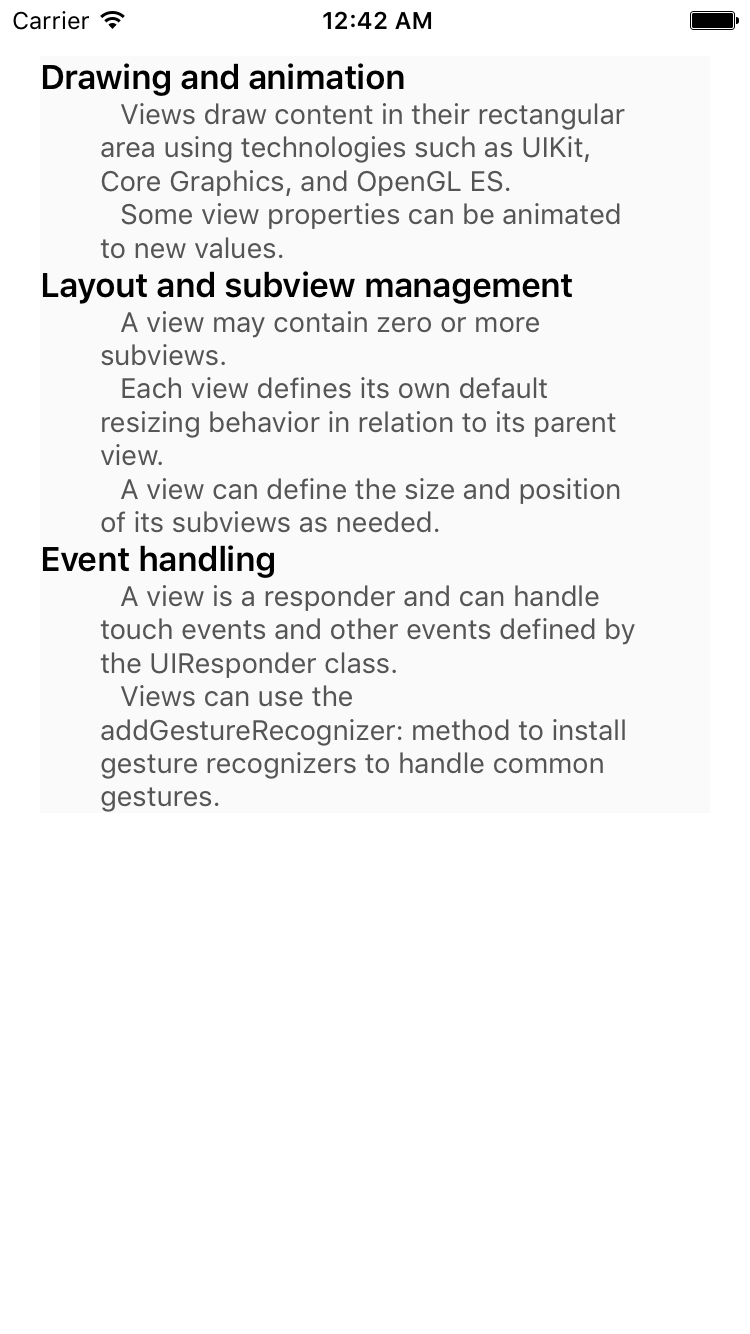 Carrier 12:42 AM
Drawing and animation
Views draw content in their rectangular
area using technologies such as UIKit,
Core Graphics, and OpenGL ES.
Some view properties can be animated
to new values.
Layout and subview management
A view may contain zero or more
subviews.
Each view defines its own default
resizing behavior in relation to its parent
view.
A view can define the size and position
of its subviews as needed.
Event handling
A view is a responder and can handle
touch events and other events defined by
the UIResponder class.
Views can use the
addGestureRecognizer: method to install
gesture recognizers to handle common
gestures.